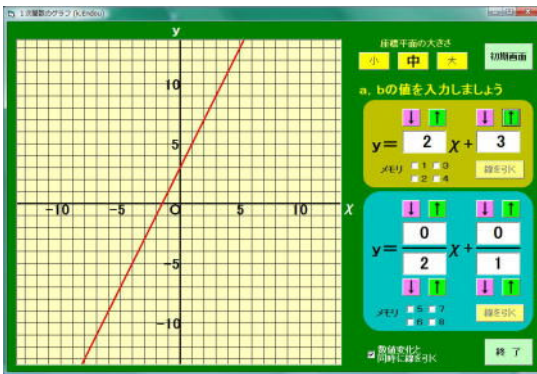 1次関数のグラフ (K.Endou)
y
座標平面の大きさ
小 中 大
初期画面
a, bの値を入力しましょう
10
5
-10 -5 O 5 10 χ
-5
-10
↓ ↑ ↓ ↑
y= 2 χ+ 3
メモリ 1 3
2 4
線を引く
↓ ↑ ↓ ↑
0 0
y= χ+
2 1
↓ ↑ ↓ ↑
メモリ 5 7
6 8
線を引く
数値変化と
同時に線を引く
終 了